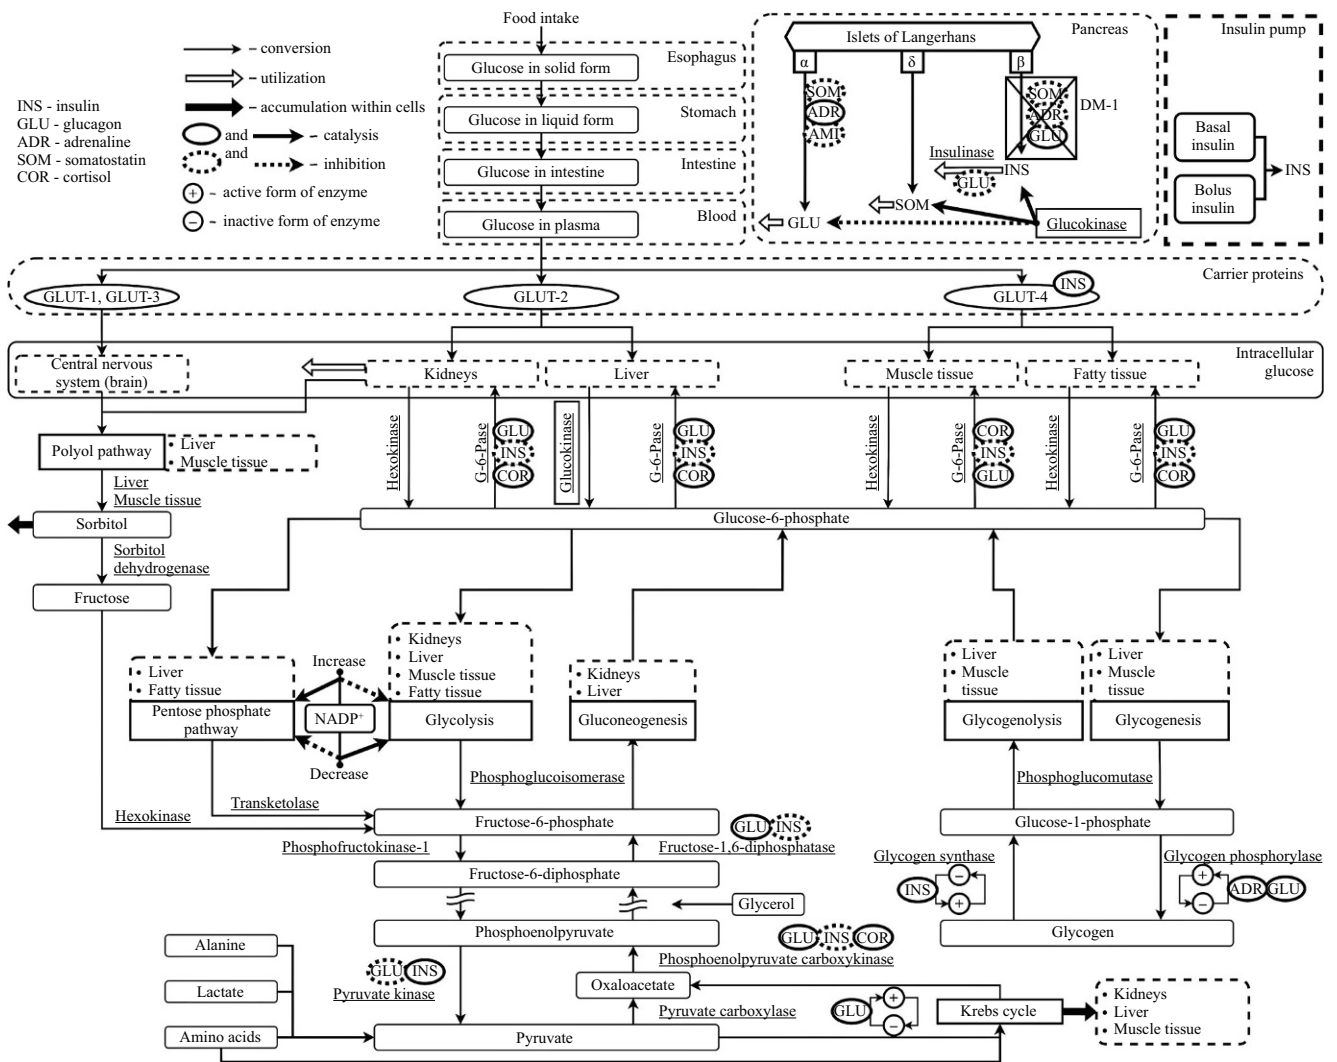 Food intake
Esophagus
Glucose in solid form
Stomach
Glucose in liquid form
Intestine
Glucose in intestine
Blood
Glucose in plasma
– conversion
– utilization
– accumulation within cells
and – catalysis
and – inhibition
+ – active form of enzyme
− – inactive form of enzyme
INS - insulin
GLU - glucagon
ADR - adrenaline
SOM - somatostatin
COR - cortisol
Pancreas
Islets of Langerhans
α
δ
β
SOM
ADR
AMI
SOM
ADR
GLU
DM-1
Insulinase
GLU
INS
SOM
GLU
Glucokinase
Insulin pump
Basal
insulin
Bolus
insulin
INS
Carrier proteins
GLUT-1, GLUT-3
GLUT-2
GLUT-4
INS
Intracellular
glucose
Central nervous
system (brain)
Kidneys
Liver
Muscle tissue
Fatty tissue
Hexokinase
G-6-Pase
GLU
INS
COR
Glucokinase
G-6-Pase
GLU
INS
COR
Hexokinase
G-6-Pase
COR
INS
GLU
Hexokinase
G-6-Pase
GLU
INS
COR
Polyol pathway
• Liver
• Muscle tissue
Liver
Muscle tissue
Sorbitol
Sorbitol
dehydrogenase
Fructose
Glucose-6-phosphate
• Liver
• Fatty tissue
Pentose phosphate
pathway
Increase
NADP+
Decrease
• Kidneys
• Liver
• Muscle tissue
• Fatty tissue
Glycolysis
• Kidneys
• Liver
Gluconeogenesis
• Liver
• Muscle
tissue
Glycogenolysis
• Liver
• Muscle
tissue
Glycogenesis
Hexokinase
Transketolase
Phosphoglucoisomerase
Phosphoglucomutase
Fructose-6-phosphate
GLU
INS
Glucose-1-phosphate
Phosphofructokinase-1
Fructose-1,6-diphosphatase
Glycogen synthase
Glycogen phosphorylase
Fructose-6-diphosphate
INS
−
+
+
−
ADR
GLU
Glycerol
Phosphoenolpyruvate
GLU
INS
COR
Glycogen
Phosphoenolpyruvate carboxykinase
Alanine
Lactate
Amino acids
GLU
INS
Pyruvate kinase
Oxaloacetate
Pyruvate carboxylase
GLU
+
−
Krebs cycle
• Kidneys
• Liver
• Muscle tissue
Pyruvate